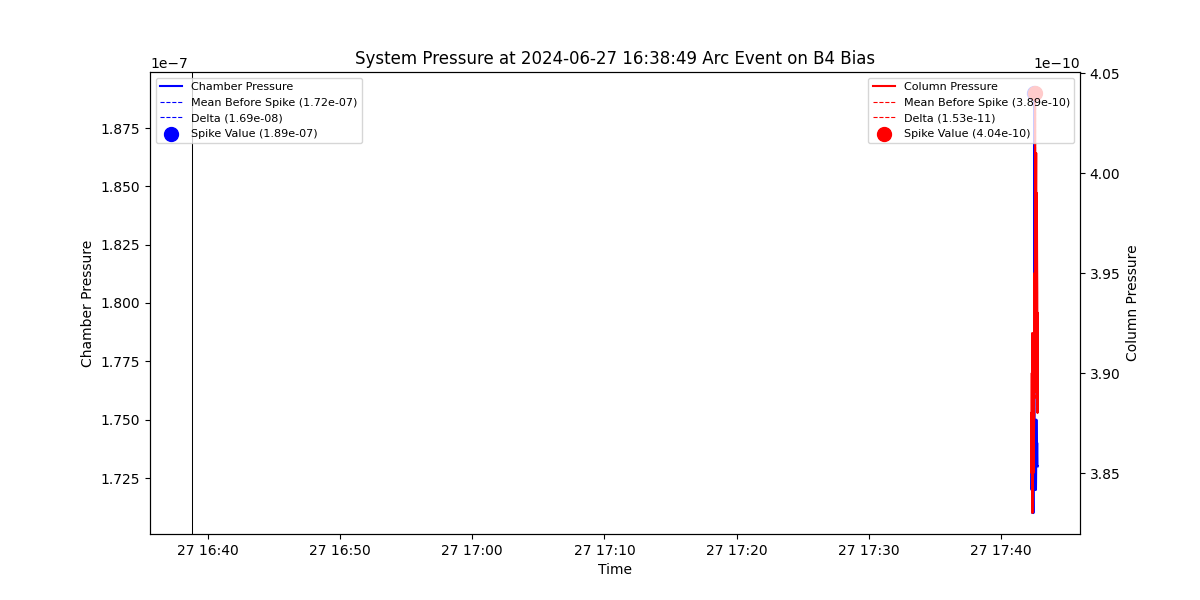 System Pressure at 2024-06-27 16:38:49 Arc Event on B4 Bias
1e−7
1e−10
Chamber Pressure
Mean Before Spike (1.72e-07)
Delta (1.69e-08)
Spike Value (1.89e-07)
Column Pressure
Mean Before Spike (3.89e-10)
Delta (1.53e-11)
Spike Value (4.04e-10)
1.875
1.850
1.825
1.800
1.775
1.750
1.725
Chamber Pressure
4.05
4.00
3.95
3.90
3.85
Column Pressure
27 16:40
27 16:50
27 17:00
27 17:10
27 17:20
27 17:30
27 17:40
Time